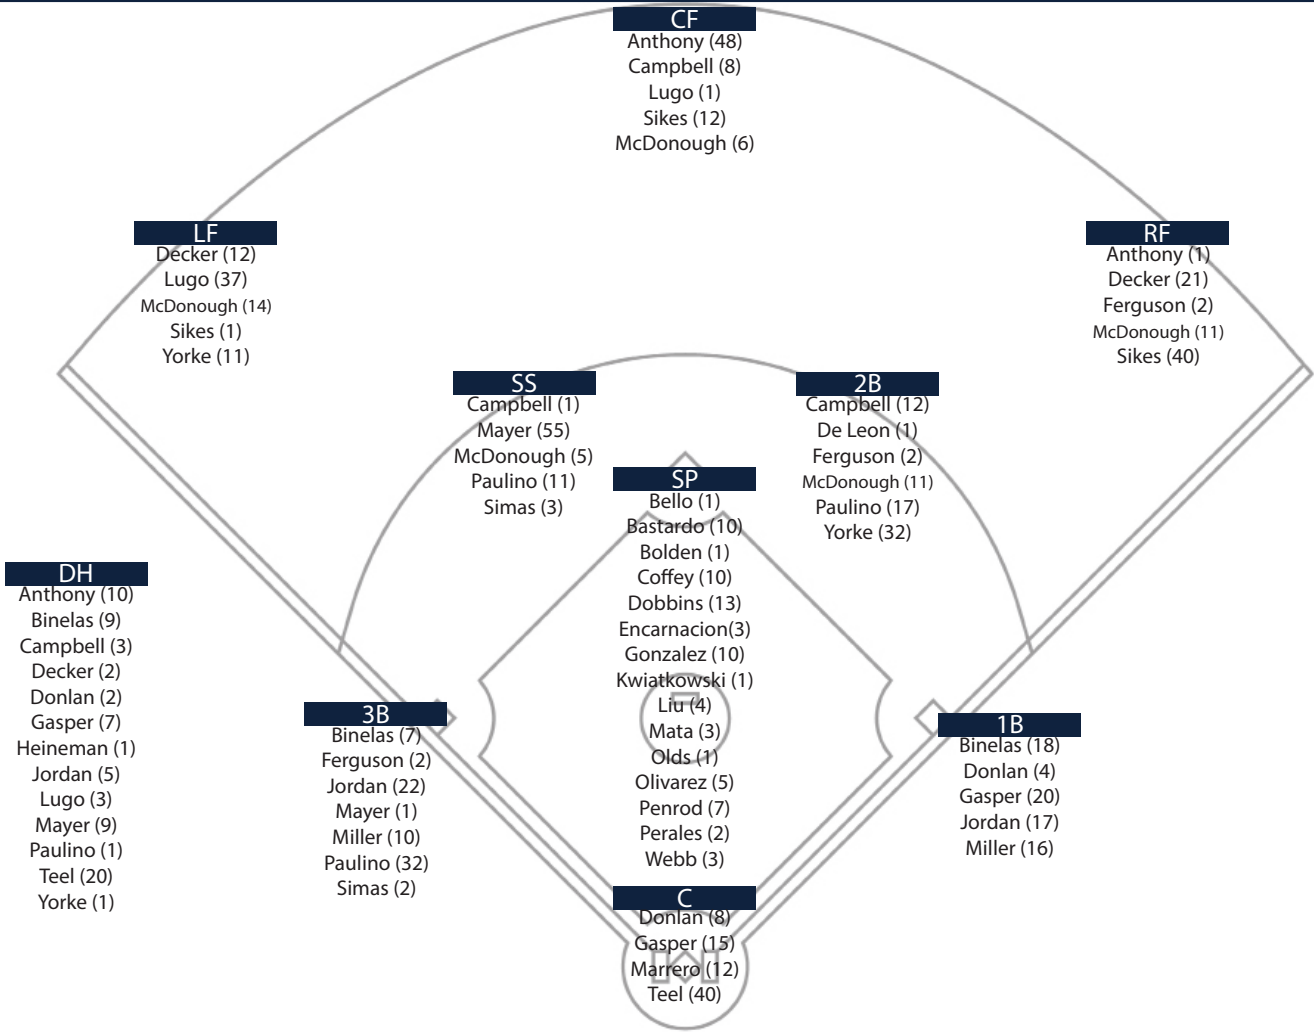 CF
Anthony (48)
Campbell (8)
Lugo (1)
Sikes (12)
McDonough (6)
LF
Decker (12)
Lugo (37)
McDonough (14)
Sikes (1)
Yorke (11)
RF
Anthony (1)
Decker (21)
Ferguson (2)
McDonough (11)
Sikes (40)
SS
Campbell (1)
Mayer (55)
McDonough (5)
Paulino (11)
Simas (3)
2B
Campbell (12)
De Leon (1)
Ferguson (2)
McDonough (11)
Paulino (17)
Yorke (32)
SP
Bello (1)
Bastardo (10)
Bolden (1)
Coffey (10)
Dobbins (13)
Encarnacion(3)
Gonzalez (10)
Kwiatkowski (1)
Liu (4)
Mata (3)
Olds (1)
Olivarez (5)
Penrod (7)
Perales (2)
Webb (3)
DH
Anthony (10)
Binelas (9)
Campbell (3)
Decker (2)
Donlan (2)
Gasper (7)
Heineman (1)
Jordan (5)
Lugo (3)
Mayer (9)
Paulino (1)
Teel (20)
Yorke (1)
3B
Binelas (7)
Ferguson (2)
Jordan (22)
Mayer (1)
Miller (10)
Paulino (32)
Simas (2)
1B
Binelas (18)
Donlan (4)
Gasper (20)
Jordan (17)
Miller (16)
C
Donlan (8)
Gasper (15)
Marrero (12)
Teel (40)